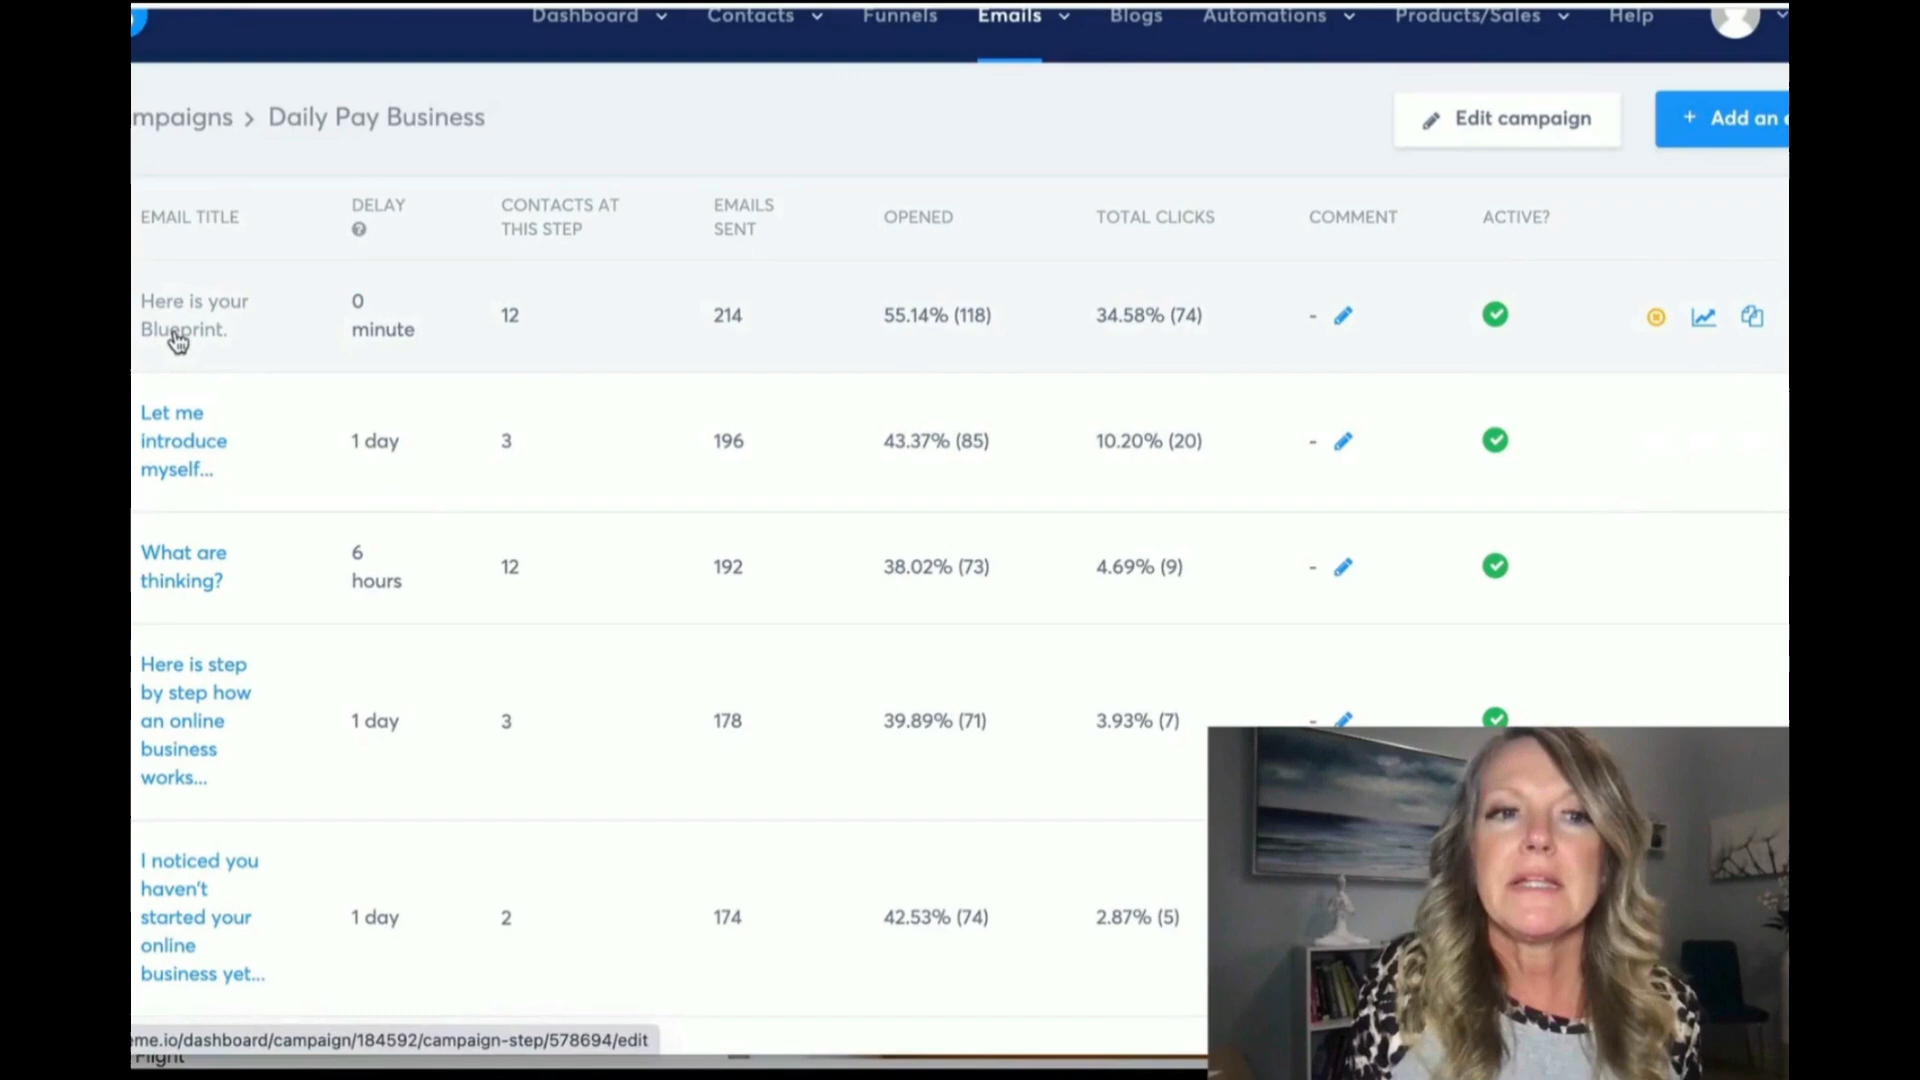 Dashboard Contacts Funnels Emails Blogs Automations Products/Sales Help
mpaigns > Daily Pay Business
Edit campaign
+ Add an
EMAIL TITLE
DELAY
CONTACTS AT
THIS STEP
EMAILS
SENT
OPENED
TOTAL CLICKS
COMMENT
ACTIVE?
Here is your
Blueprint.
0
minute
12
214
55.14% (118)
34.58% (74)
-
Let me
introduce
myself...
1 day
3
196
43.37% (85)
10.20% (20)
-
What are
thinking?
6
hours
12
192
38.02% (73)
4.69% (9)
-
Here is step
by step how
an online
business
works...
1 day
3
178
39.89% (71)
3.93% (7)
-
I noticed you
haven't
started your
online
business yet...
1 day
2
174
42.53% (74)
2.87% (5)
eme.io/dashboard/campaign/184592/campaign-step/578694/edit
Flight